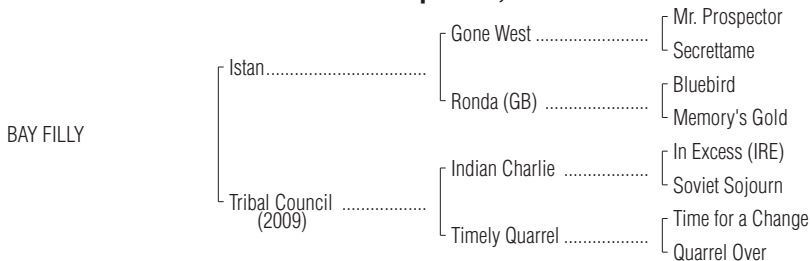 Mr. Prospector
Gone West ........................
Secrettame
Istan.................................
Bluebird
Ronda (GB) ......................
Memory's Gold
BAY FILLY
In Excess (IRE)
Indian Charlie ..................
Soviet Sojourn
Tribal Council ..................
(2009)
Time for a Change
Timely Quarrel ..................
Quarrel Over